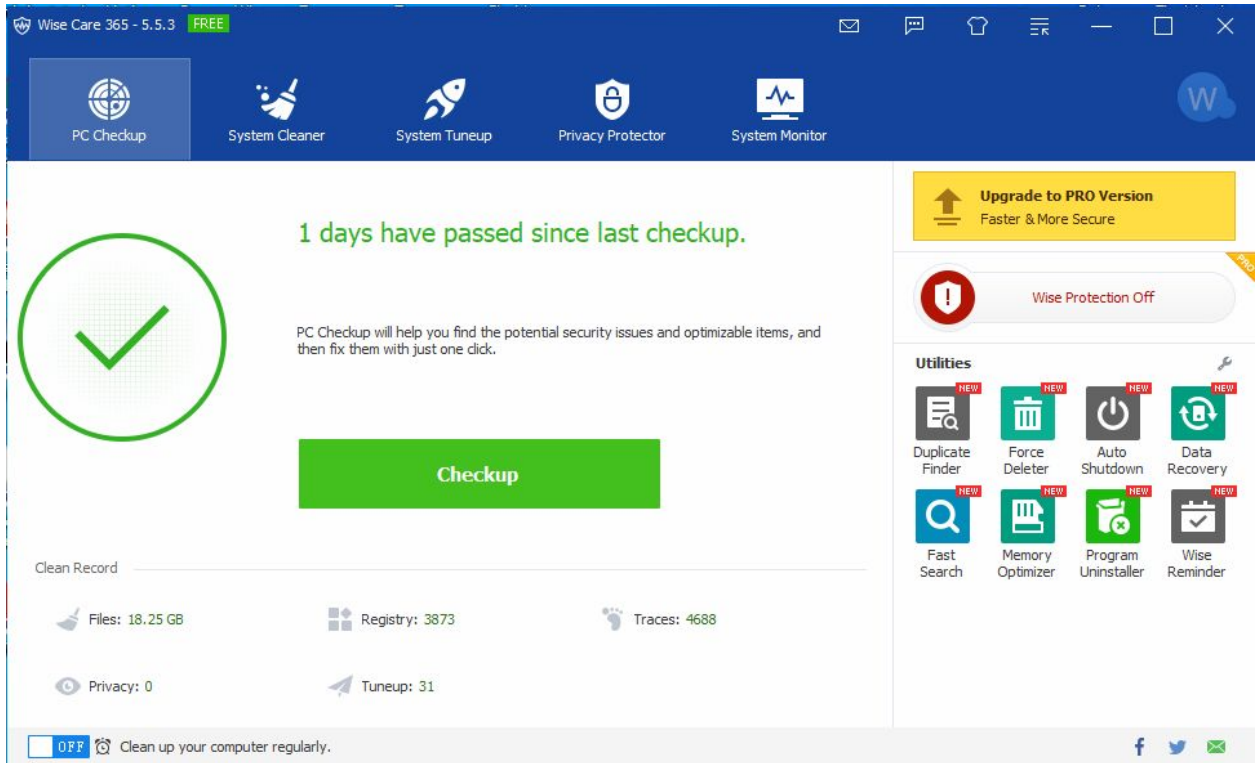 Wise Care 365 - 5.5.3 FREE
PC Checkup
System Cleaner
System Tuneup
Privacy Protector
System Monitor
W
1 days have passed since last checkup.
PC Checkup will help you find the potential security issues and optimizable items, and
then fix them with just one click.
Checkup
Clean Record
Files: 18.25 GB
Registry: 3873
Traces: 4688
Privacy: 0
Tuneup: 31
Upgrade to PRO Version
Faster & More Secure
PRO
Wise Protection Off
Utilities
NEW
Duplicate
Finder
NEW
Force
Deleter
NEW
Auto
Shutdown
NEW
Data
Recovery
NEW
Fast
Search
NEW
Memory
Optimizer
NEW
Program
Uninstaller
NEW
Wise
Reminder
OFF Clean up your computer regularly.